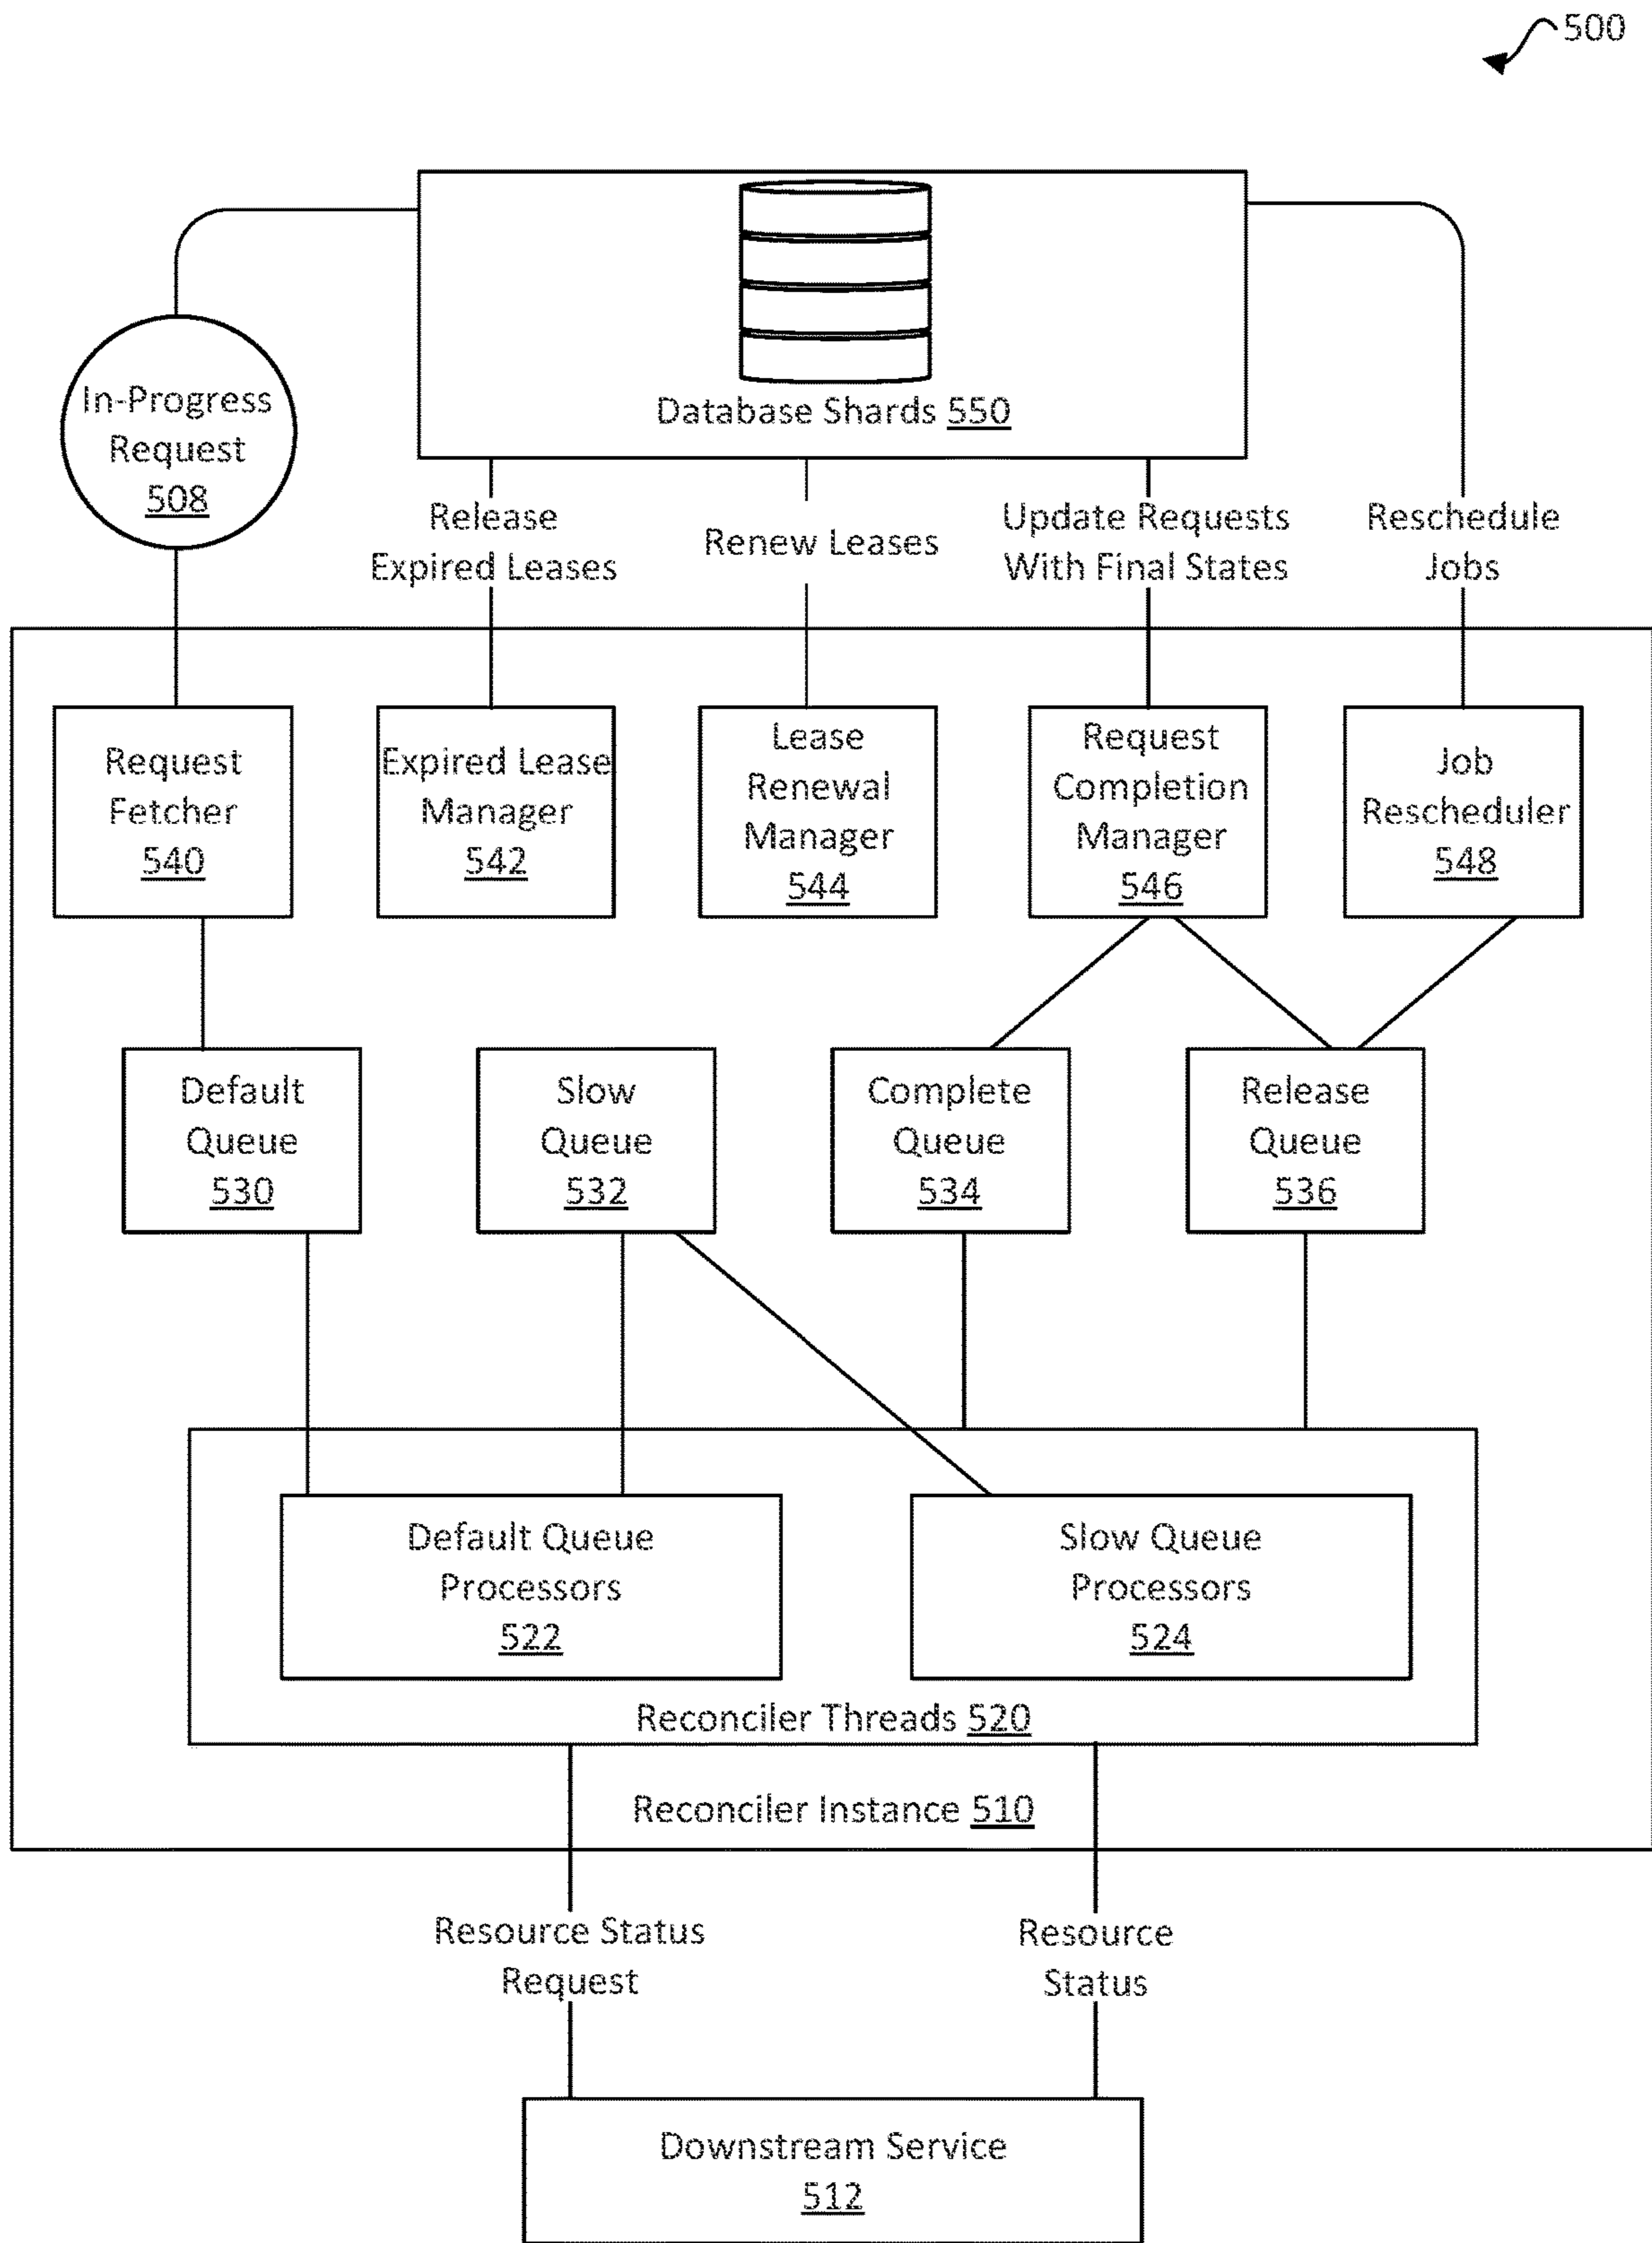 500
Database Shards 550
In-Progress
Request
508
Release
Expired Leases
Renew Leases
Update Requests
With Final States
Reschedule
Jobs
Request
Fetcher
540
Expired Lease
Manager
542
Lease
Renewal
Manager
544
Request
Completion
Manager
546
Job
Rescheduler
548
Default
Queue
530
Slow
Queue
532
Complete
Queue
534
Release
Queue
536
Default Queue
Processors
522
Slow Queue
Processors
524
Reconciler Threads 520
Reconciler Instance 510
Resource Status
Request
Resource
Status
Downstream Service
512